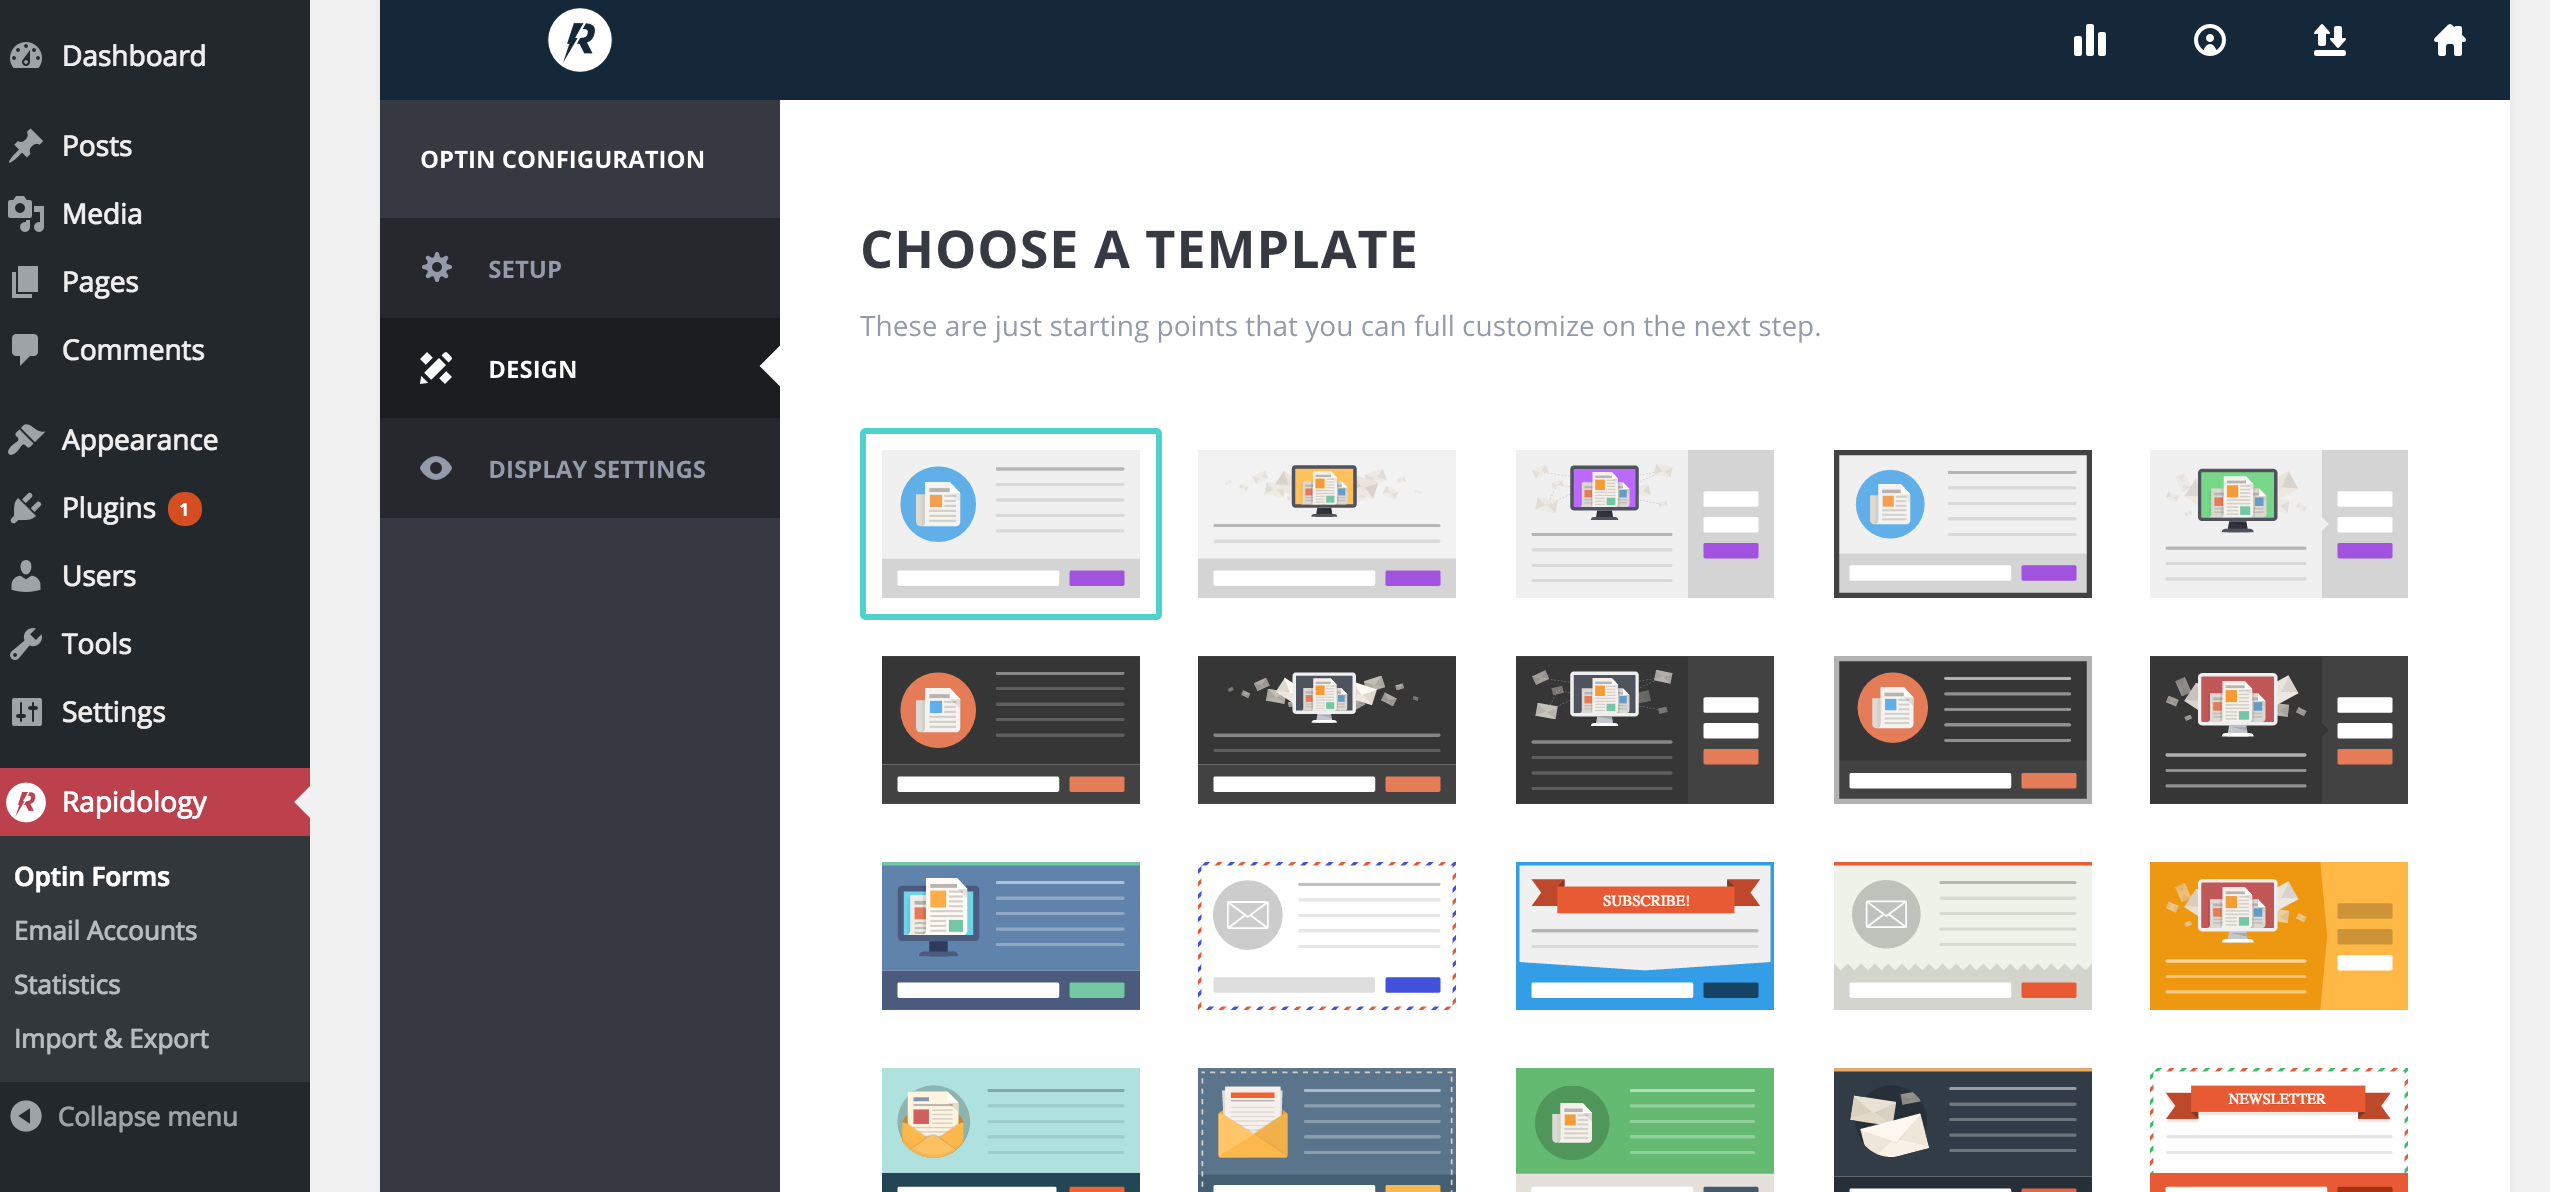 Dashboard
Posts
Media
Pages
Comments
Appearance
Plugins 1
Users
Tools
Settings
Rapidology
Optin Forms
Email Accounts
Statistics
Import & Export
Collapse menu
R
OPTIN CONFIGURATION
SETUP
DESIGN
DISPLAY SETTINGS
CHOOSE A TEMPLATE
These are just starting points that you can full customize on the next step.
SUBSCRIBE!
NEWSLETTER